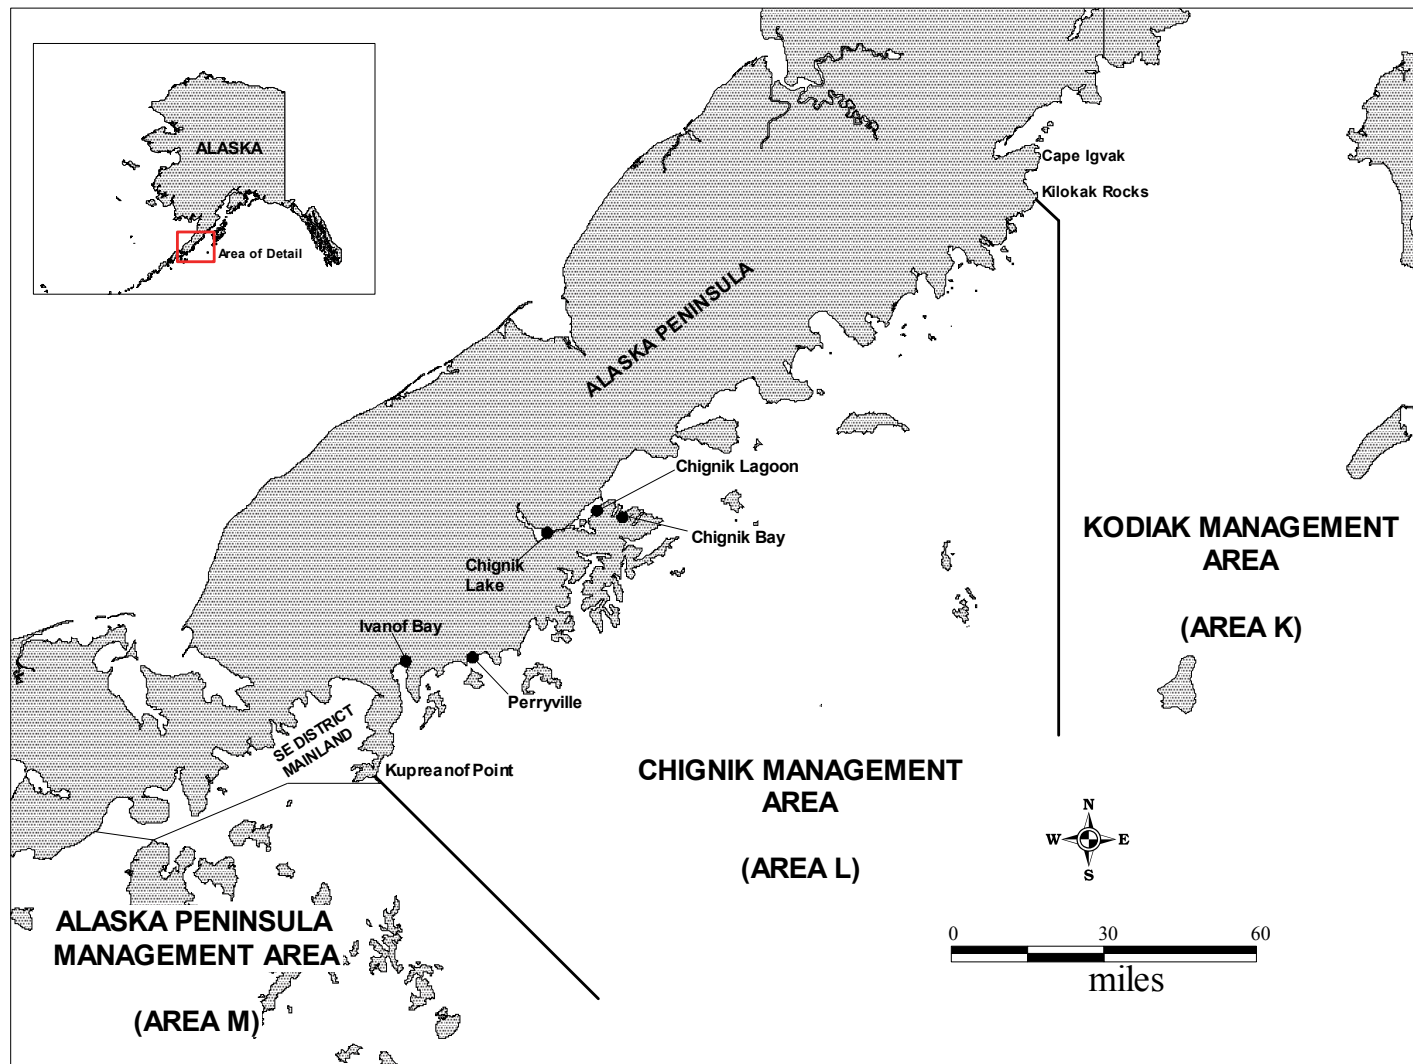 ALASKA
Area of Detail
Cape Igvak
Kilokak Rocks
ALASKA PENINSULA
Chignik Lagoon
Chignik Bay
Chignik
Lake
Ivanof Bay
Perryville
SE DISTRICT
MAINLAND
Kupreanof Point
KODIAK MANAGEMENT
AREA
(AREA K)
CHIGNIK MANAGEMENT
AREA
(AREA L)
ALASKA PENINSULA
MANAGEMENT AREA
(AREA M)
N
W E
S
0 30 60
miles